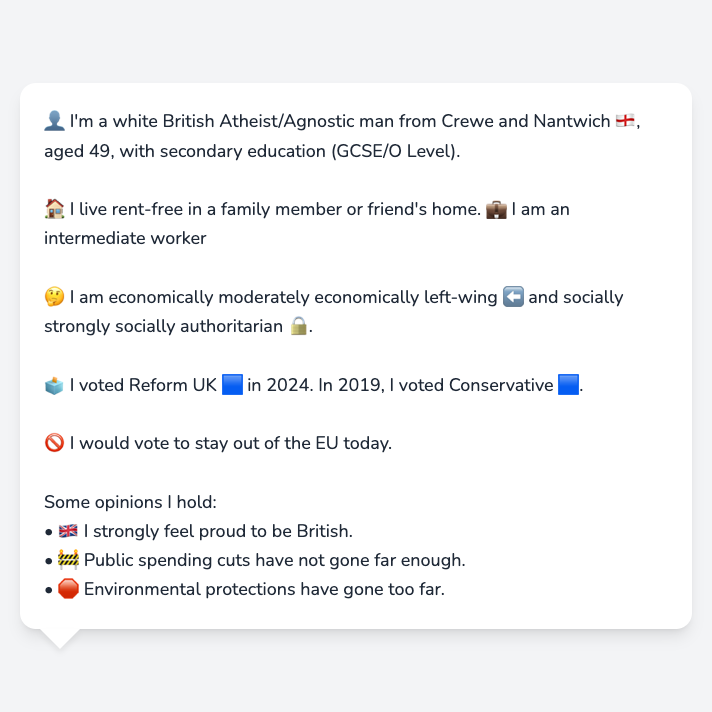 👤 I'm a white British Atheist/Agnostic man from Crewe and Nantwich 🏴󠁧󠁢󠁥󠁮󠁧󠁿,
aged 49, with secondary education (GCSE/O Level).
🏠 I live rent-free in a family member or friend's home. 💼 I am an
intermediate worker
🤔 I am economically moderately economically left-wing ⬅️ and socially
strongly socially authoritarian 🔒.
🗳️ I voted Reform UK 🟦 in 2024. In 2019, I voted Conservative 🟦.
🚫 I would vote to stay out of the EU today.
Some opinions I hold:
• 🇬🇧 I strongly feel proud to be British.
• 🚧 Public spending cuts have not gone far enough.
• 🛑 Environmental protections have gone too far.